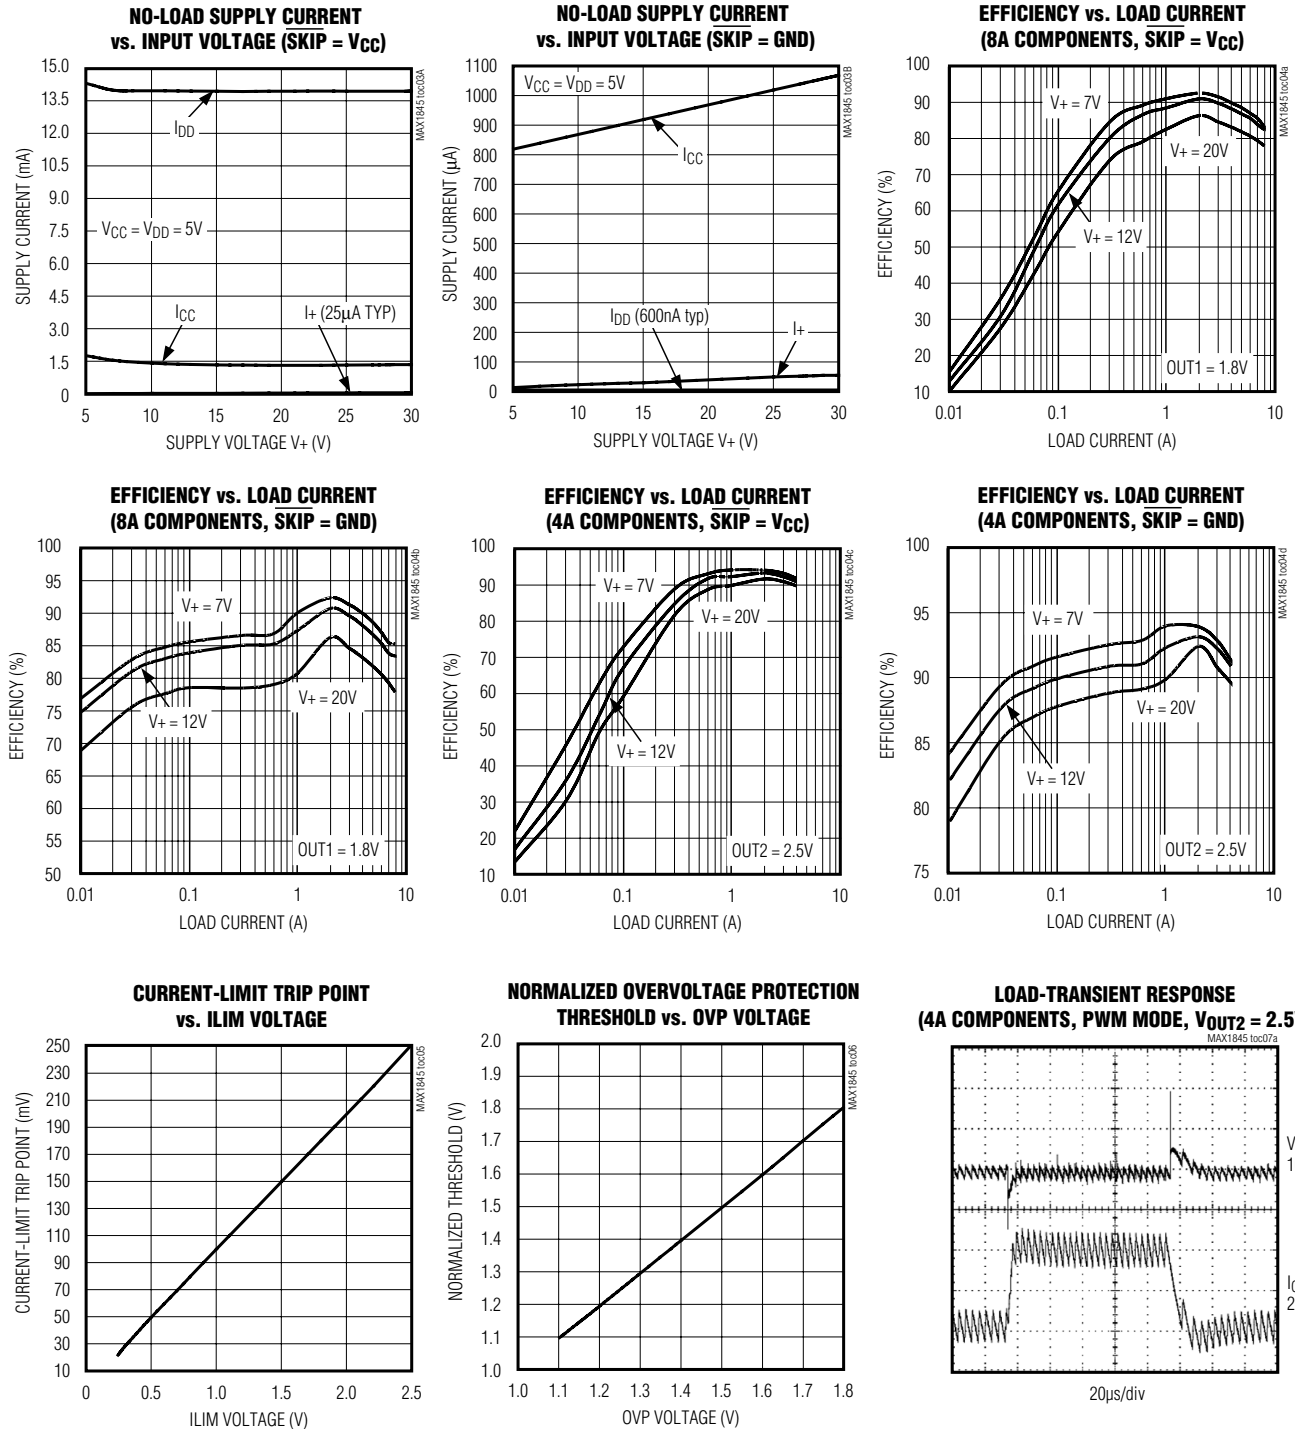 NO-LOAD SUPPLY CURRENT
vs. INPUT VOLTAGE (SKIP = VCC)
15.0
13.5
12.0
10.5
9.0
7.5
6.0
4.5
3.0
1.5
0
SUPPLY CURRENT (mA)
IDD
VCC = VDD = 5V
ICC
I+ (25µA TYP)
5 10 15 20 25 30
SUPPLY VOLTAGE V+ (V)
MAX1845 toc03A
NO-LOAD SUPPLY CURRENT
vs. INPUT VOLTAGE (SKIP = GND)
1100
1000
900
800
700
600
500
400
300
200
100
0
SUPPLY CURRENT (µA)
VCC = VDD = 5V
ICC
IDD (600nA typ)
I+
5 10 15 20 25 30
SUPPLY VOLTAGE V+ (V)
MAX1845 toc03B
EFFICIENCY vs. LOAD CURRENT
(8A COMPONENTS, SKIP = VCC)
100
90
80
70
60
50
40
30
20
10
EFFICIENCY (%)
V+ = 7V
V+ = 20V
V+ = 12V
OUT1 = 1.8V
0.01 0.1 1 10
LOAD CURRENT (A)
MAX1845 toc04a
EFFICIENCY vs. LOAD CURRENT
(8A COMPONENTS, SKIP = GND)
100
95
90
85
80
75
70
65
60
55
50
EFFICIENCY (%)
V+ = 7V
V+ = 20V
V+ = 12V
OUT1 = 1.8V
0.01 0.1 1 10
LOAD CURRENT (A)
MAX1845 toc04b
EFFICIENCY vs. LOAD CURRENT
(4A COMPONENTS, SKIP = VCC)
100
90
80
70
60
50
40
30
20
10
EFFICIENCY (%)
V+ = 7V
V+ = 20V
V+ = 12V
OUT2 = 2.5V
0.01 0.1 1 10
LOAD CURRENT (A)
MAX1845 toc04c
EFFICIENCY vs. LOAD CURRENT
(4A COMPONENTS, SKIP = GND)
100
95
90
85
80
75
EFFICIENCY (%)
V+ = 7V
V+ = 20V
V+ = 12V
OUT2 = 2.5V
0.01 0.1 1 10
LOAD CURRENT (A)
MAX1845 toc04d
CURRENT-LIMIT TRIP POINT
vs. ILIM VOLTAGE
250
230
210
190
170
150
130
110
90
70
50
30
10
CURRENT-LIMIT TRIP POINT (mV)
0 0.5 1.0 1.5 2.0 2.5
ILIM VOLTAGE (V)
MAX1845 toc05
NORMALIZED OVERVOLTAGE PROTECTION
THRESHOLD vs. OVP VOLTAGE
2.0
1.9
1.8
1.7
1.6
1.5
1.4
1.3
1.2
1.1
1.0
NORMALIZED THRESHOLD (V)
1.0 1.1 1.2 1.3 1.4 1.5 1.6 1.7 1.8
OVP VOLTAGE (V)
MAX1845 toc06
LOAD-TRANSIENT RESPONSE
(4A COMPONENTS, PWM MODE, VOUT2 = 2.5
MAX1845 toc07a
V
1
2
20µs/div